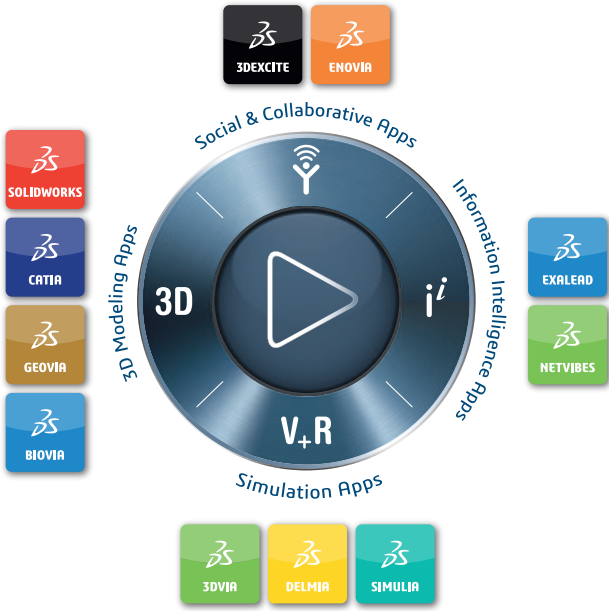 3DEXCITE
ENOVIA
Social & Collaborative Apps
SOLIDWORKS
CATIA
GEOVIA
BIOVIA
3D Modeling Apps
3D
i i
V+R
Information Intelligence Apps
EXALEAD
NETVIBES
Simulation Apps
3DVIA
DELMIA
SIMULIA